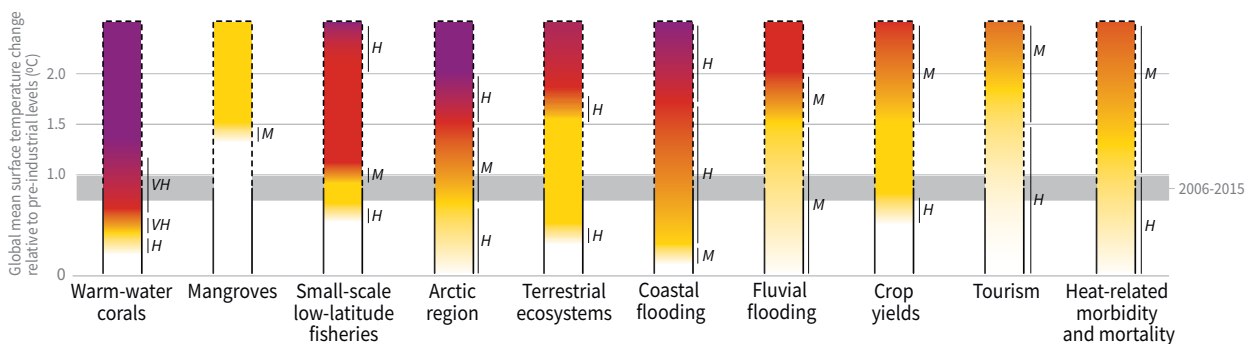 Global mean surface temperature change
relative to pre-industrial levels (ºC)
2.0
1.5
1.0
0
2006-2015
VH
VH
H
M
H
M
H
H
M
H
H
H
H
H
M
M
M
M
H
M
H
M
H
Warm-water
corals
Mangroves
Small-scale
low-latitude
fisheries
Arctic
region
Terrestrial
ecosystems
Coastal
flooding
Fluvial
flooding
Crop
yields
Tourism
Heat-related
morbidity
and mortality